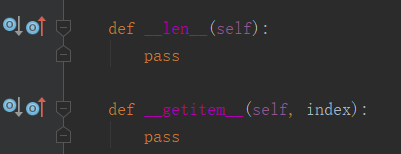 def __len__(self):
pass
def __getitem__(self, index):
pass